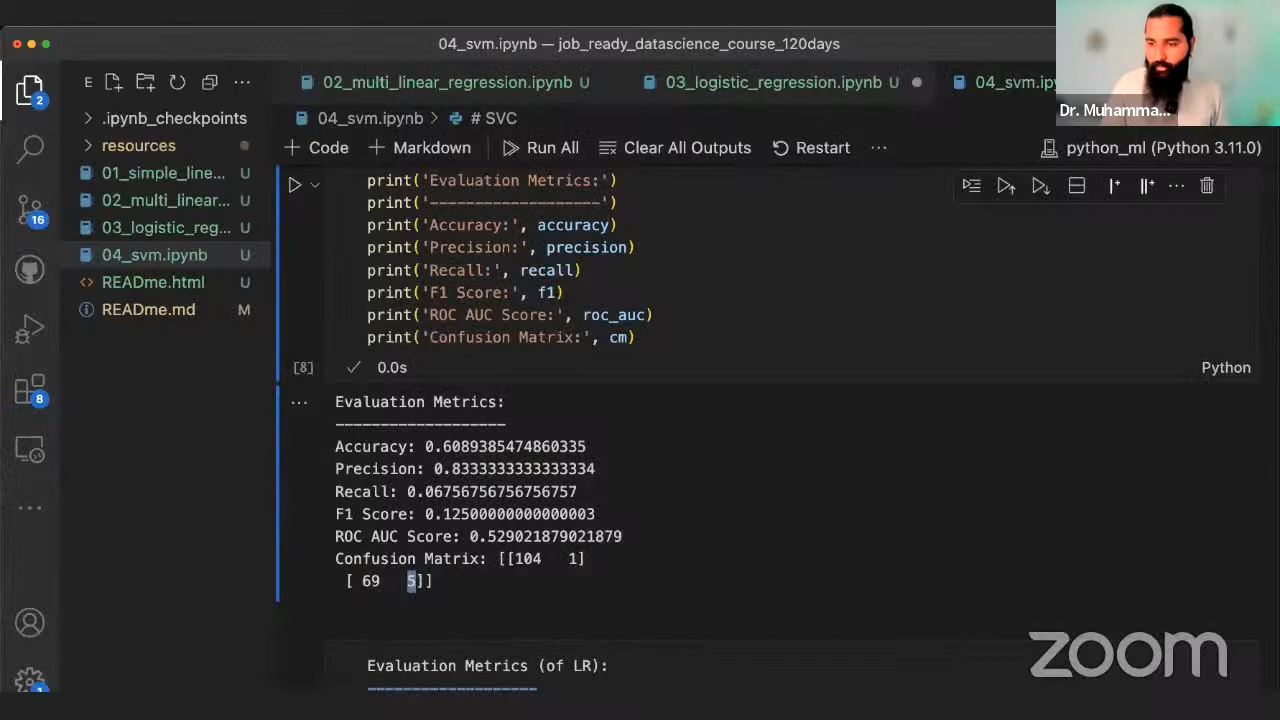 04_svm.ipynb — job_ready_datascience_course_120days
E
02_multi_linear_regression.ipynb U
03_logistic_regression.ipynb U
04_svm.ipy
Dr. Muhamma...
2
> .ipynb_checkpoints
04_svm.ipynb > # SVC
> resources
+ Code
+ Markdown
Run All
Clear All Outputs
Restart
...
python_ml (Python 3.11.0)
01_simple_line... U
02_multi_linear... U
03_logistic_reg... U
04_svm.ipynb U
READme.html U
READme.md M
16
8
1
print('Evaluation Metrics:')
print('-------------------')
print('Accuracy:', accuracy)
print('Precision:', precision)
print('Recall:', recall)
print('F1 Score:', f1)
print('ROC AUC Score:', roc_auc)
print('Confusion Matrix:', cm)
[8]
0.0s
Python
Evaluation Metrics:
-------------------
Accuracy: 0.6089385474860335
Precision: 0.8333333333333334
Recall: 0.06756756756756757
F1 Score: 0.12500000000000003
ROC AUC Score: 0.529021879021879
Confusion Matrix: [[104   1]
 [ 69   5]]
Evaluation Metrics (of LR):
-------------------
zoom